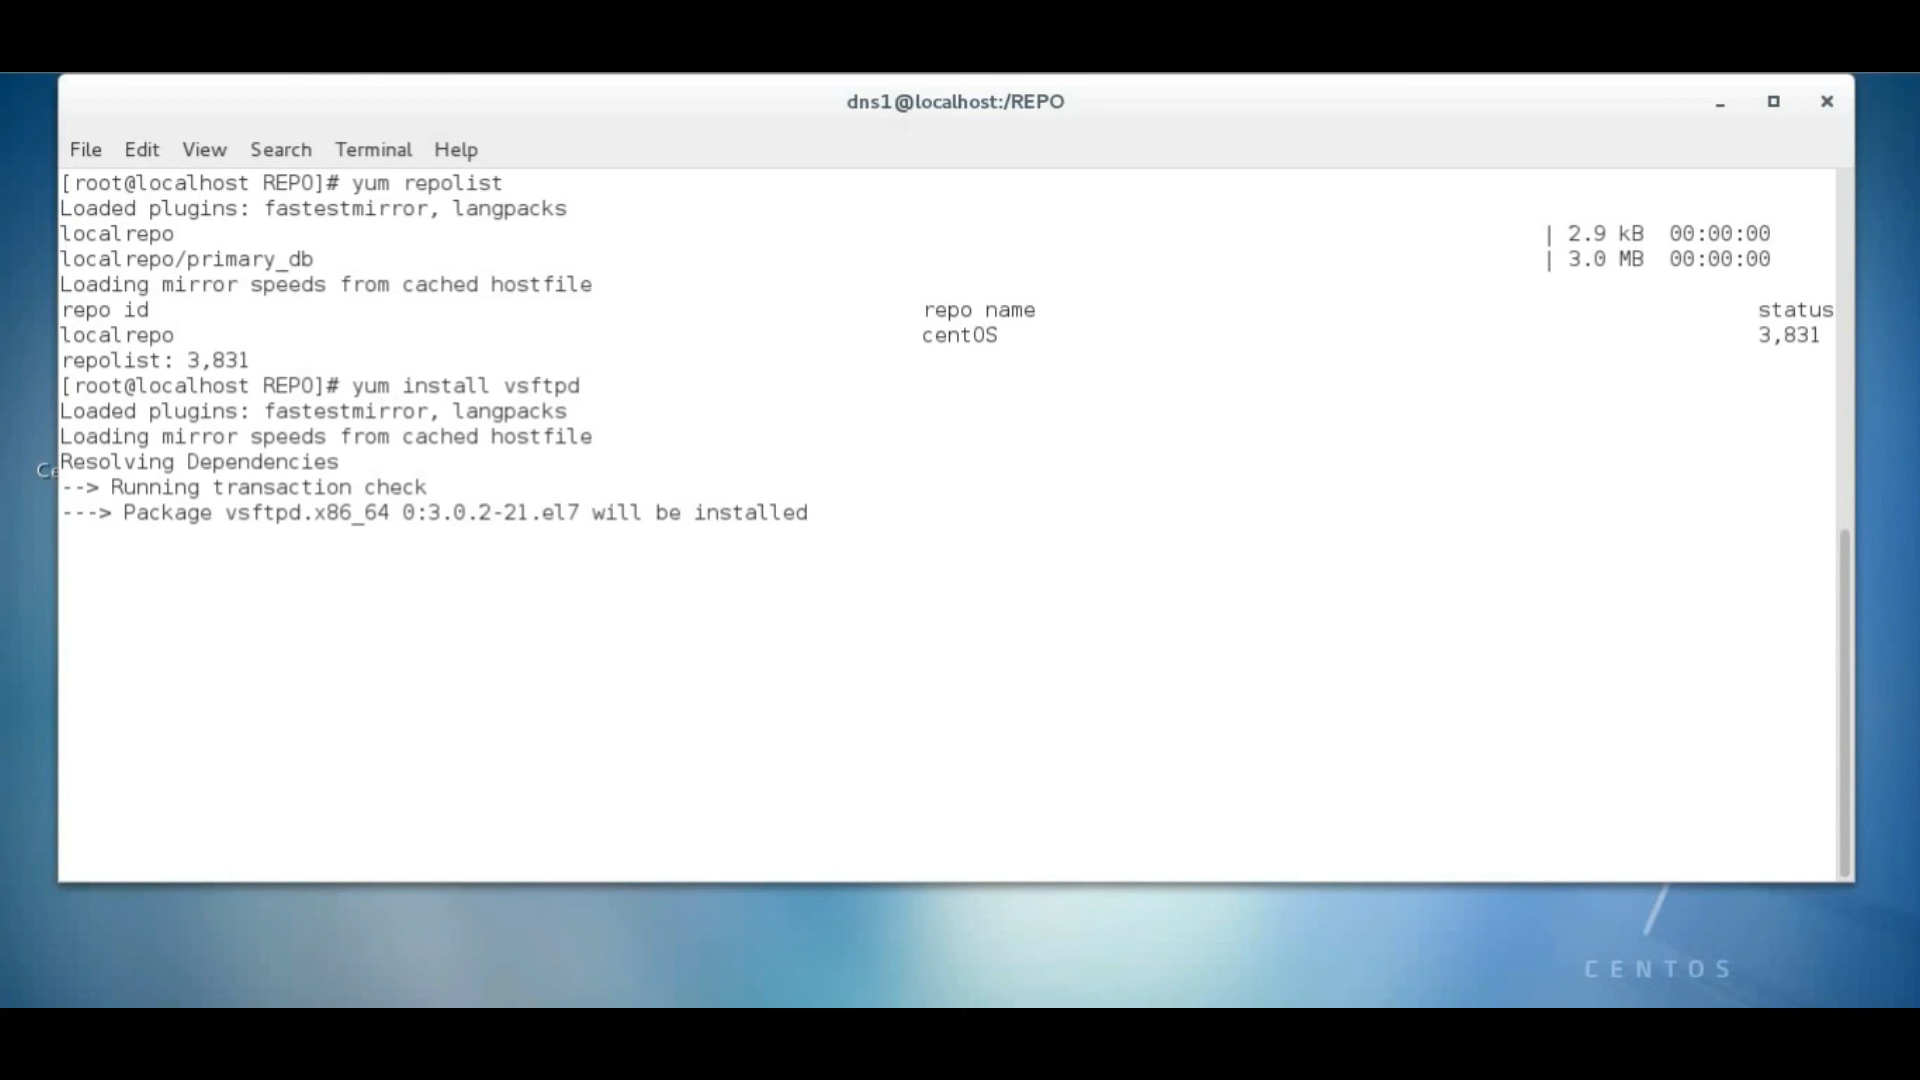 dns1@localhost:/REPO
File Edit View Search Terminal Help
[root@localhost REPO]# yum repolist
Loaded plugins: fastestmirror, langpacks
localrepo | 2.9 kB 00:00:00
localrepo/primary_db | 3.0 MB 00:00:00
Loading mirror speeds from cached hostfile
repo id repo name status
localrepo centOS 3,831
repolist: 3,831
[root@localhost REPO]# yum install vsftpd
Loaded plugins: fastestmirror, langpacks
Loading mirror speeds from cached hostfile
Resolving Dependencies
--> Running transaction check
---> Package vsftpd.x86_64 0:3.0.2-21.el7 will be installed
CENTOS